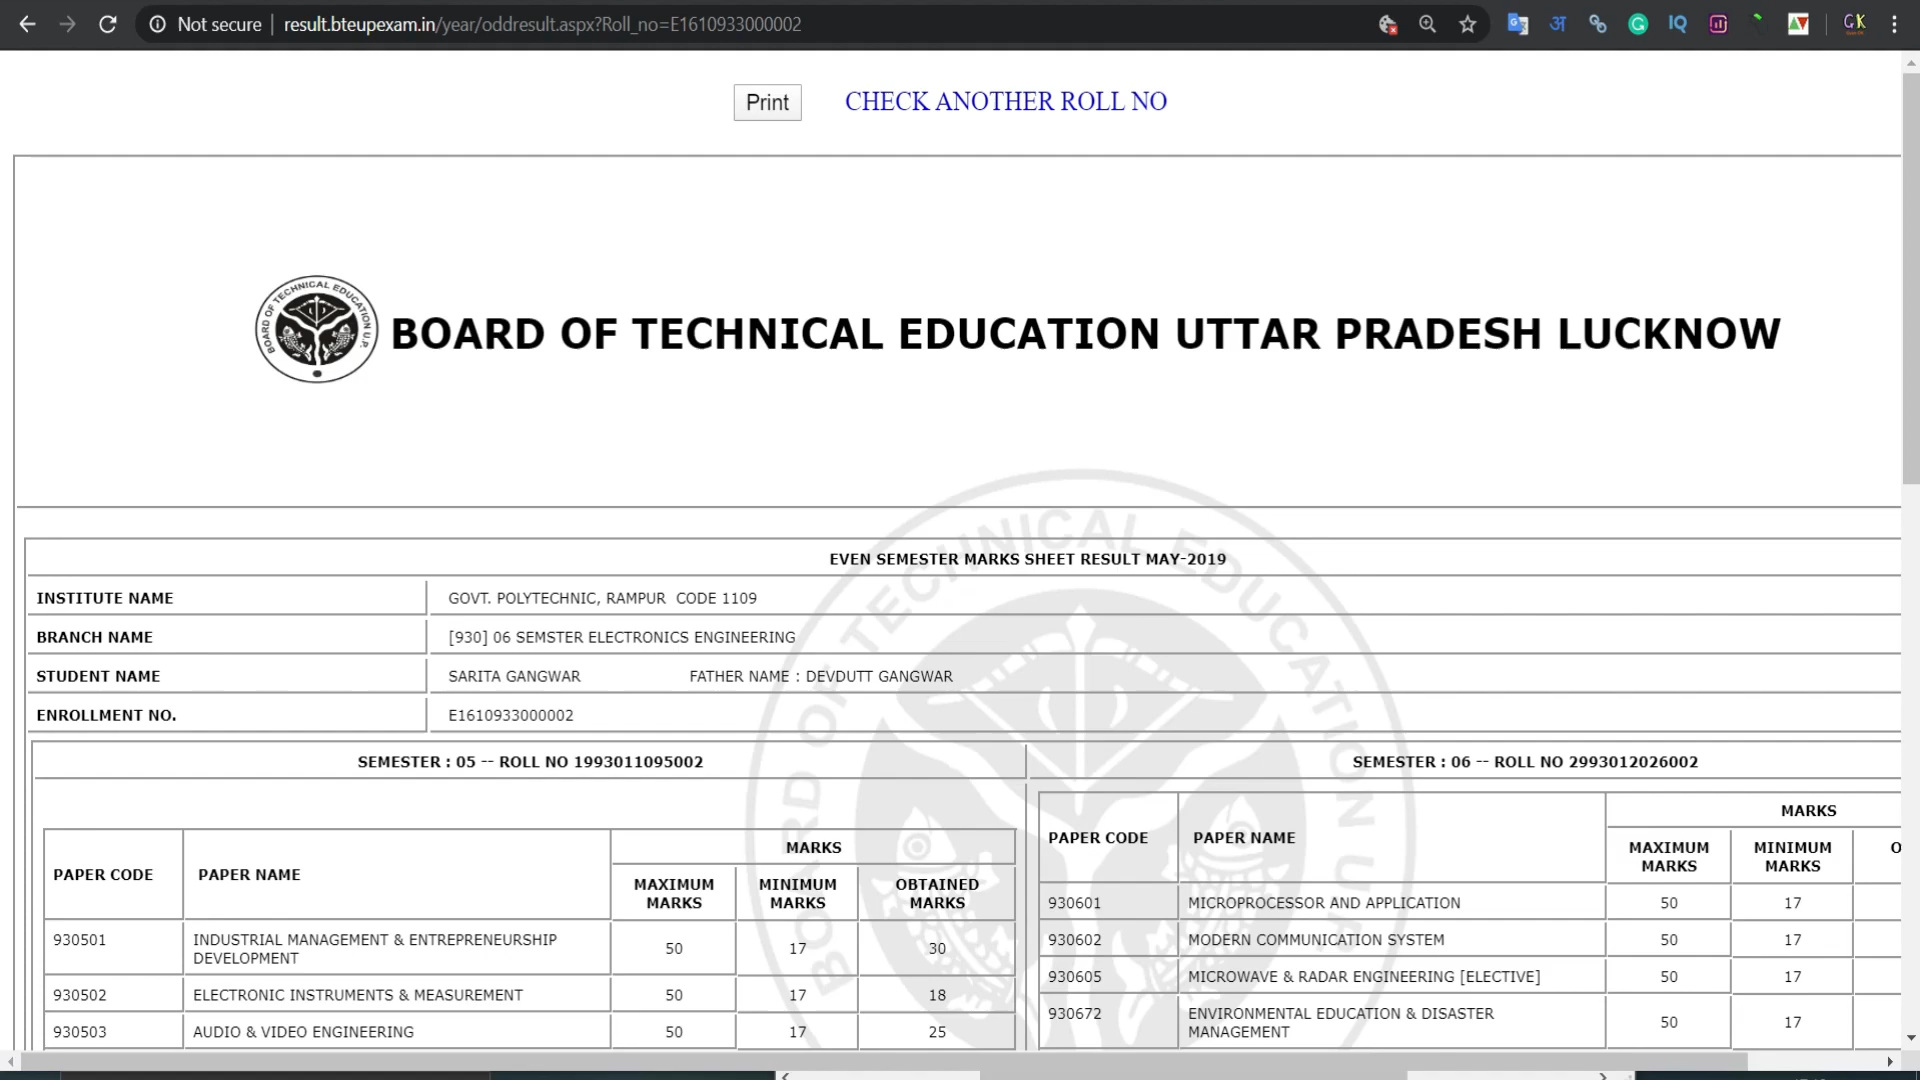 Not secure | result.bteupexam.in/year/oddresult.aspx?Roll_no=E1610933000002
Print CHECK ANOTHER ROLL NO
BOARD OF TECHNICAL EDUCATION U.P.
BOARD OF TECHNICAL EDUCATION UTTAR PRADESH LUCKNOW
BOARD OF TECHNICAL EDUCATION U.P.
EVEN SEMESTER MARKS SHEET RESULT MAY-2019
INSTITUTE NAME GOVT. POLYTECHNIC, RAMPUR CODE 1109
BRANCH NAME [930] 06 SEMSTER ELECTRONICS ENGINEERING
STUDENT NAME SARITA GANGWAR FATHER NAME : DEVDUTT GANGWAR
ENROLLMENT NO. E1610933000002
SEMESTER : 05 -- ROLL NO 1993011095002
PAPER CODE PAPER NAME MARKS
MAXIMUM MARKS MINIMUM MARKS OBTAINED MARKS
930501 INDUSTRIAL MANAGEMENT & ENTREPRENEURSHIP
DEVELOPMENT 50 17 30
930502 ELECTRONIC INSTRUMENTS & MEASUREMENT 50 17 18
930503 AUDIO & VIDEO ENGINEERING 50 17 25
SEMESTER : 06 -- ROLL NO 2993012026002
PAPER CODE PAPER NAME MARKS
MAXIMUM MARKS MINIMUM MARKS O
930601 MICROPROCESSOR AND APPLICATION 50 17
930602 MODERN COMMUNICATION SYSTEM 50 17
930605 MICROWAVE & RADAR ENGINEERING [ELECTIVE] 50 17
930672 ENVIRONMENTAL EDUCATION & DISASTER
MANAGEMENT 50 17